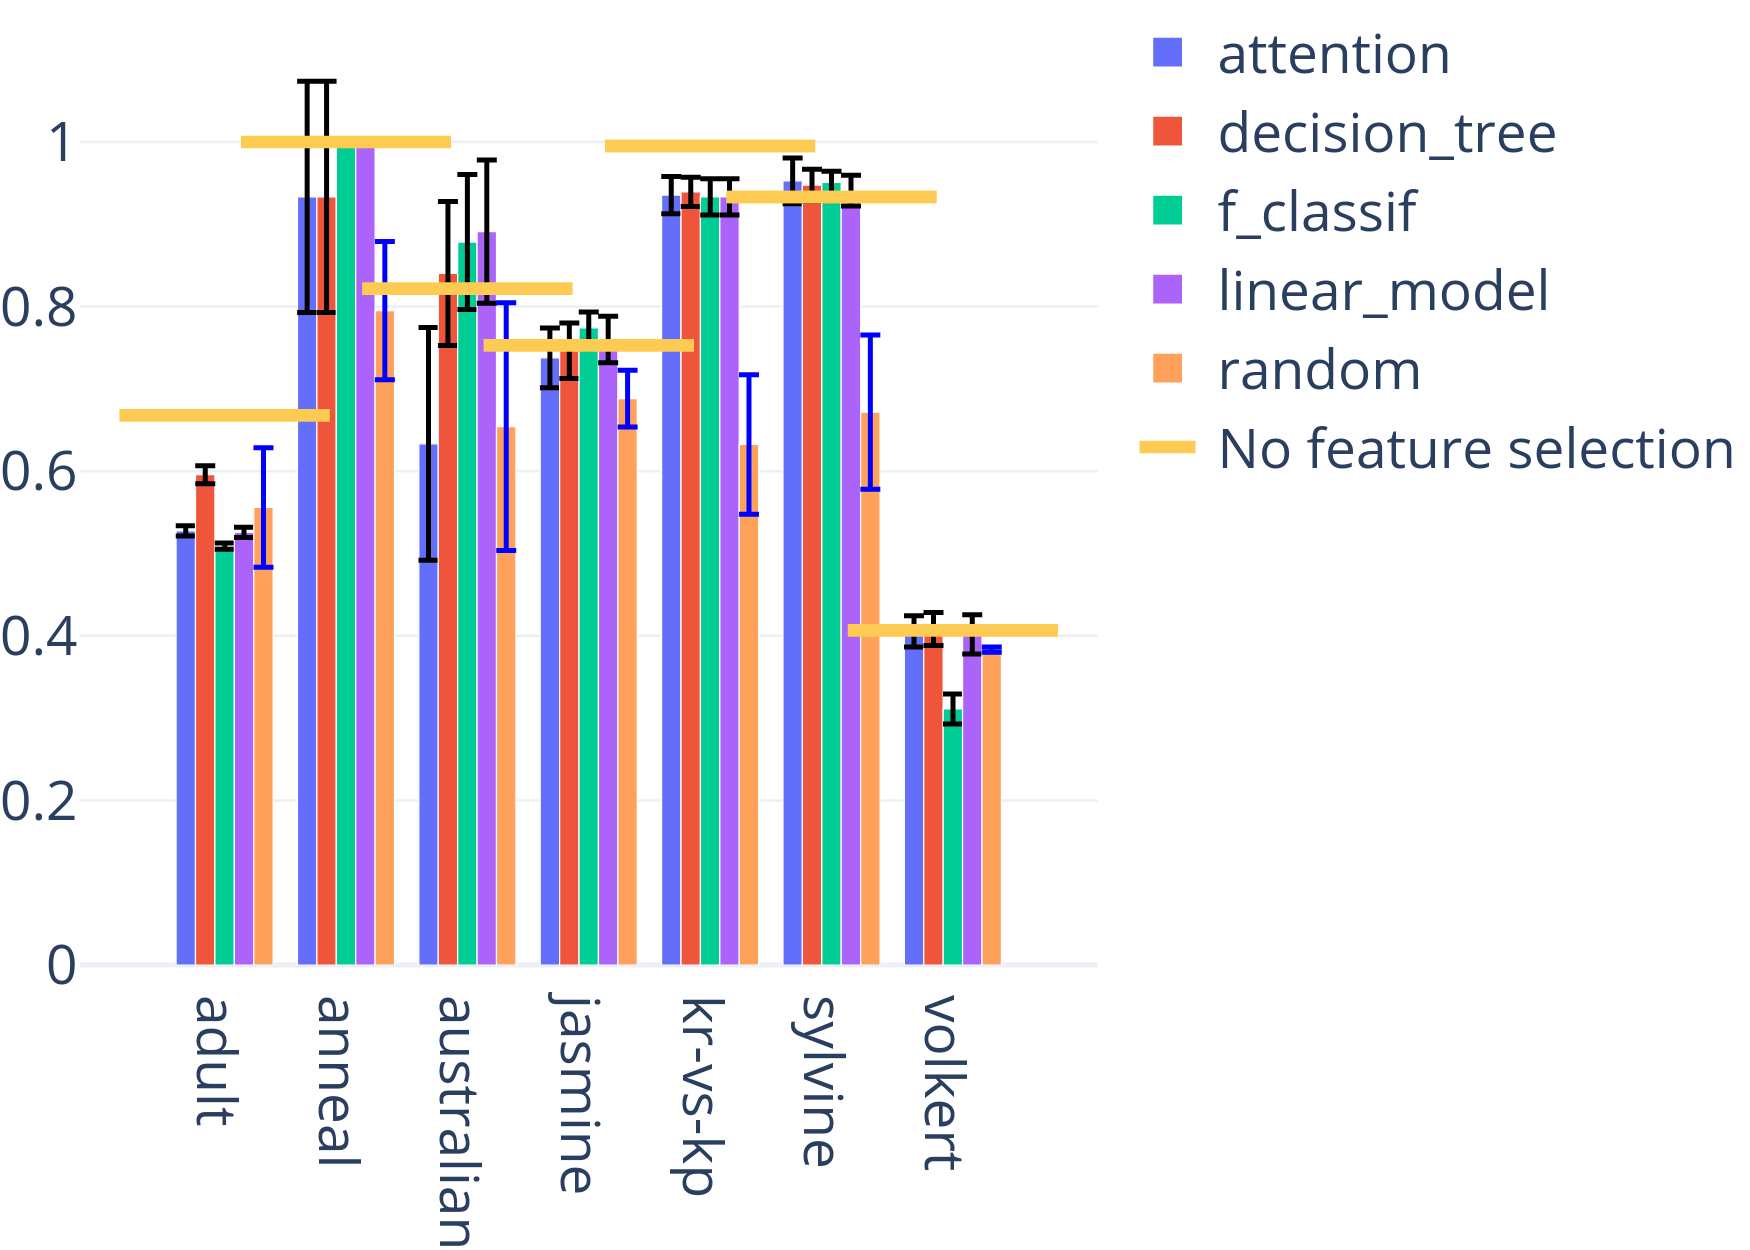 attention
decision_tree
f_classif
linear_model
random
No feature selection
1
0.8
0.6
0.4
0.2
0
adult
anneal
australian
jasmine
kr-vs-kp
sylvine
volkert